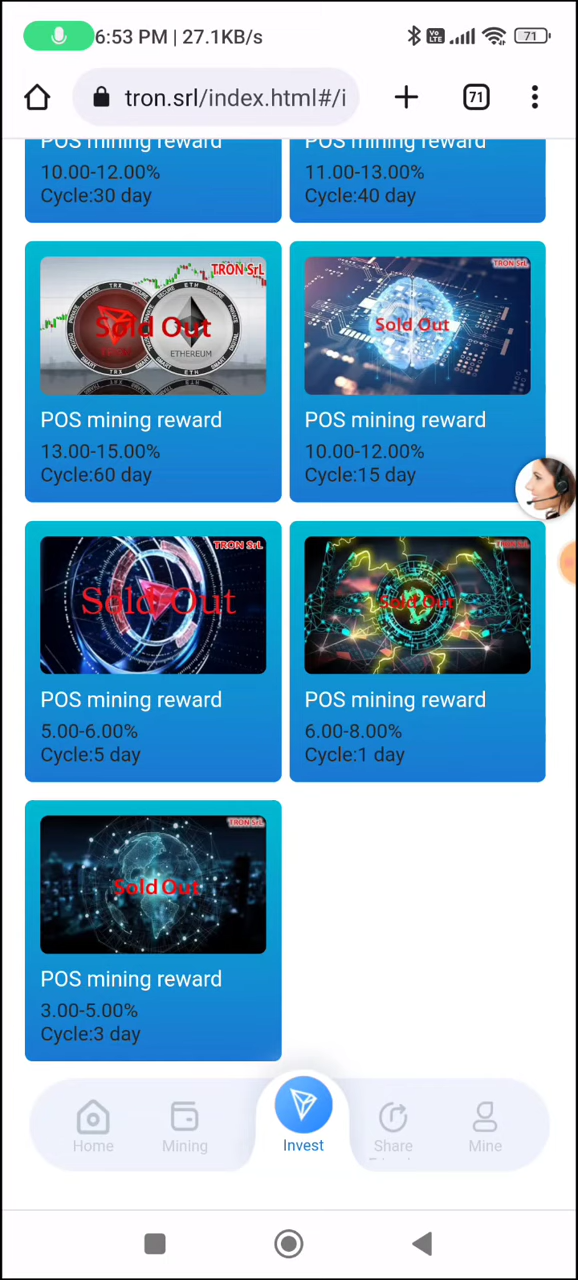 6:53 PM | 27.1KB/s
Vo LTE
71
tron.srl/index.html#/i
71
POS mining reward
10.00-12.00%
Cycle:30 day
POS mining reward
11.00-13.00%
Cycle:40 day
TRON SrL
Sold Out
ETHEREUM
POS mining reward
13.00-15.00%
Cycle:60 day
TRON SrL
Sold Out
POS mining reward
10.00-12.00%
Cycle:15 day
TRON SrL
Sold Out
POS mining reward
5.00-6.00%
Cycle:5 day
Sold Out
POS mining reward
6.00-8.00%
Cycle:1 day
TRON SrL
Sold Out
POS mining reward
3.00-5.00%
Cycle:3 day
Home
Mining
Invest
Share
Mine